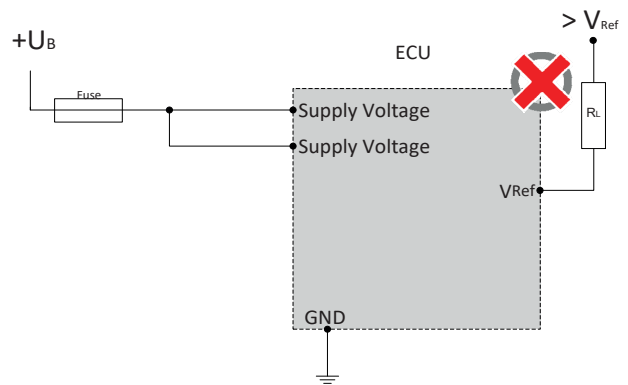 > VRef
+UB
ECU
Fuse
Supply Voltage
RL
Supply Voltage
VRef
GND